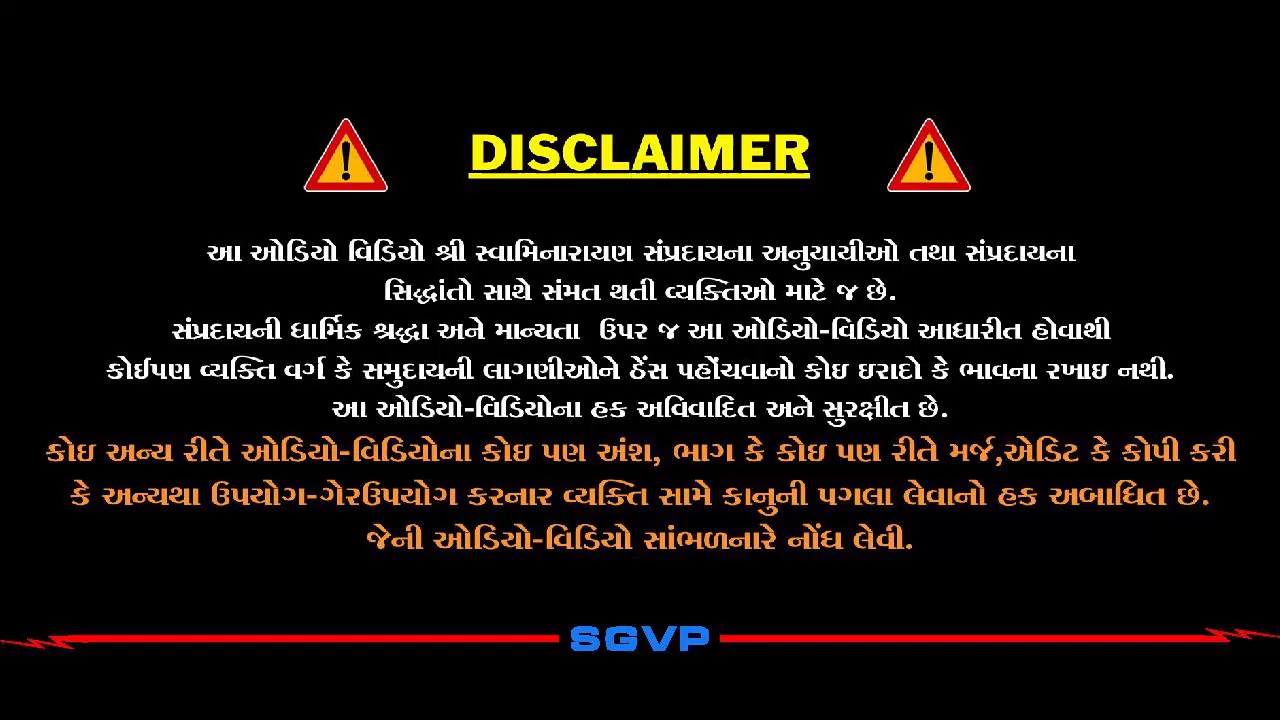 DISCLAIMER
આ ઓડિયો વિડિયો શ્રી સ્વામિનારાયણ સંપ્રદાયના અનુયાયીઓ તથા સંપ્રદાયના
સિદ્ધાંતો સાથે સંમત થતી વ્યક્તિઓ માટે જ છે.
સંપ્રદાયની ધાર્મિક શ્રદ્ધા અને માન્યતા ઉપર જ આ ઓડિયો-વિડિયો આધારીત હોવાથી
કોઈપણ વ્યક્તિ વર્ગ કે સમુદાયની લાગણીઓને ઠેંસ પહોંચવાનો કોઇ ઇરાદો કે ભાવના રખાઇ નથી.
આ ઓડિયો-વિડિયોના હક અવિવાદિત અને સુરક્ષીત છે.
કોઇ અન્ય રીતે ઓડિયો-વિડિયોના કોઇ પણ અંશ, ભાગ કે કોઇ પણ રીતે મર્જ,એડિટ કે કોપી કરી
કે અન્યથા ઉપયોગ-ગેરઉપયોગ કરનાર વ્યક્તિ સામે કાનુની પગલા લેવાનો હક અબાધિત છે.
જેની ઓડિયો-વિડિયો સાંભળનારે નોંધ લેવી.
SGVP